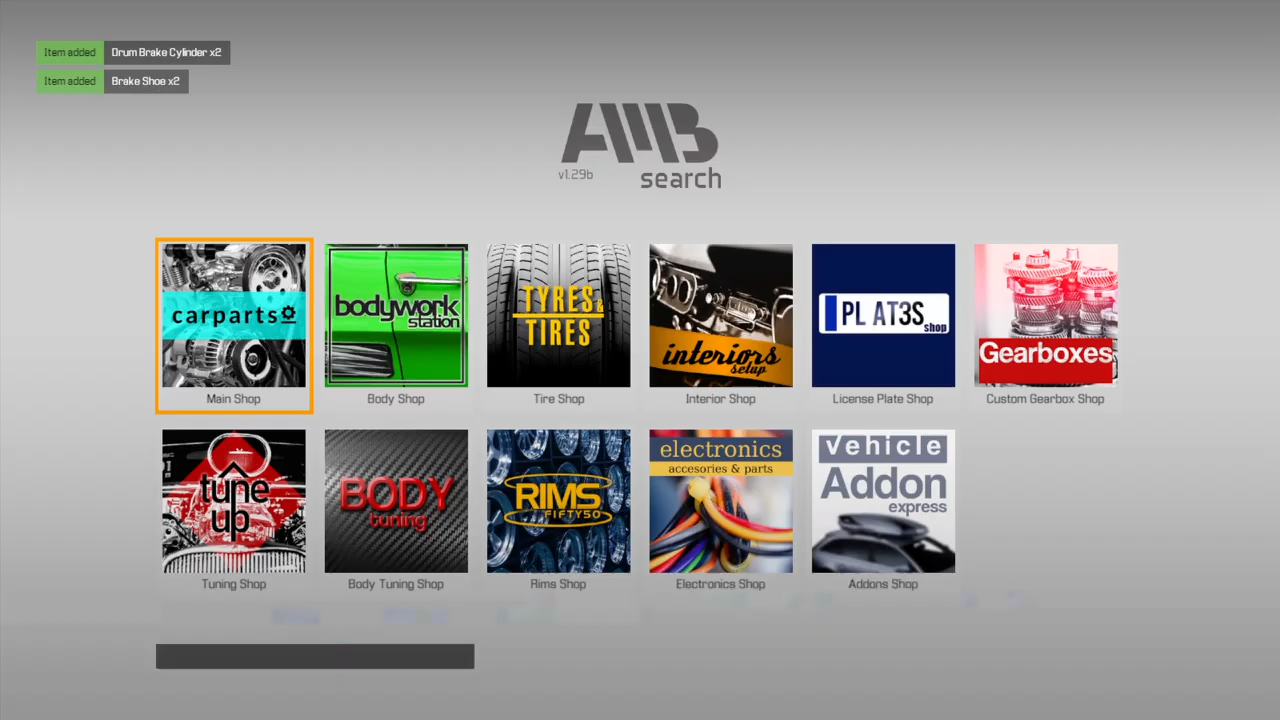 Item added Drum Brake Cylinder x2
Item added Brake Shoe x2
AMB
v1.29b search
carparts
bodywork
station
TYRES&
TIRES
interiors
setup
PL AT3S
shop
Gearboxes
Main Shop
Body Shop
Tire Shop
Interior Shop
License Plate Shop
Custom Gearbox Shop
tune
up
BODY
tuning
RIMS
FIFTY50
electronics
accesories & parts
vehicle
Addon
express
Tuning Shop
Body Tuning Shop
Rims Shop
Electronics Shop
Addons Shop